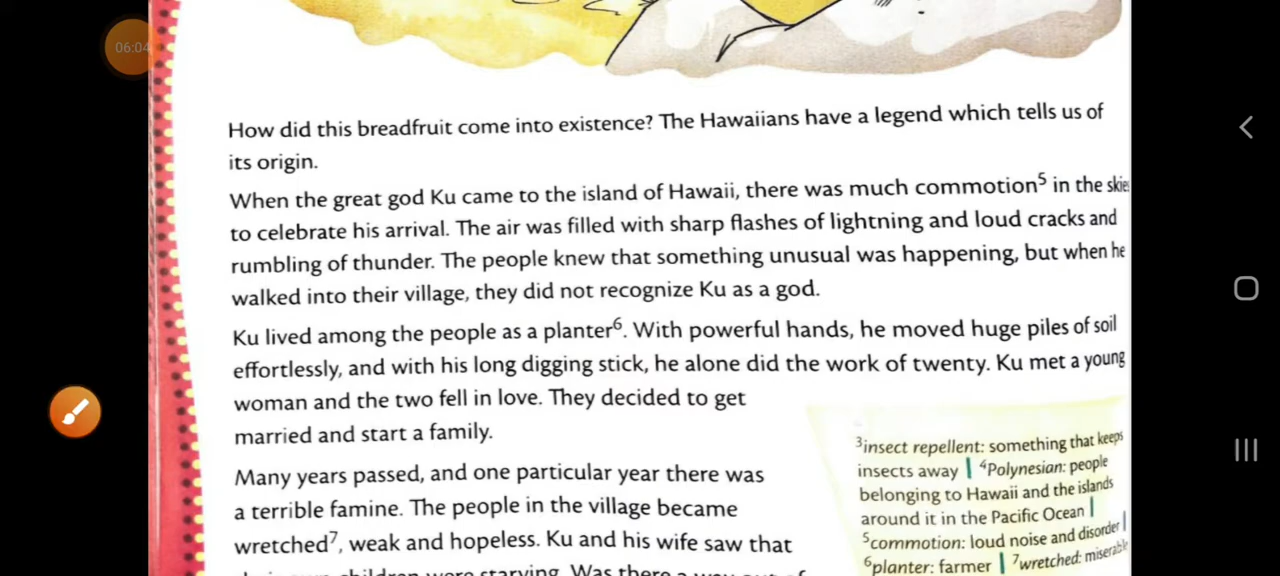 06:04
How did this breadfruit come into existence? The Hawaiians have a legend which tells us of
its origin.
When the great god Ku came to the island of Hawaii, there was much commotion⁵ in the skies
to celebrate his arrival. The air was filled with sharp flashes of lightning and loud cracks and
rumbling of thunder. The people knew that something unusual was happening, but when he
walked into their village, they did not recognize Ku as a god.
Ku lived among the people as a planter⁶. With powerful hands, he moved huge piles of soil
effortlessly, and with his long digging stick, he alone did the work of twenty. Ku met a young
woman and the two fell in love. They decided to get
married and start a family.
Many years passed, and one particular year there was
a terrible famine. The people in the village became
wretched⁷, weak and hopeless. Ku and his wife saw that
children were starving. Was there a way out of
³insect repellent: something that keeps
insects away | ⁴Polynesian: people
belonging to Hawaii and the islands
around it in the Pacific Ocean |
⁵commotion: loud noise and disorder |
⁶planter: farmer | ⁷wretched: miserable